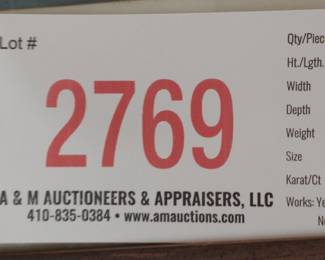 Lot #
2769
A & M AUCTIONEERS & APPRAISERS, LLC
410-835-0384 • www.amauctions.com
Qty/Piec
Ht./Lgth.
Width
Depth
Weight
Size
Karat/Ct
Works: Ye
N